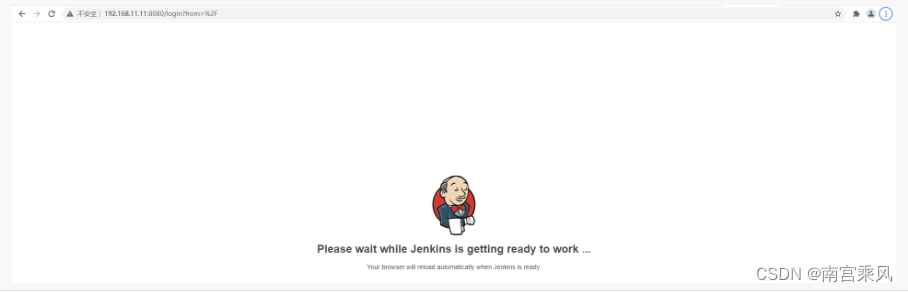 不安全 | 192.168.11.11:8080/login?from=%2F
Please wait while Jenkins is getting ready to work ...
Your browser will reload automatically when Jenkins is ready.
CSDN @南宫乘风